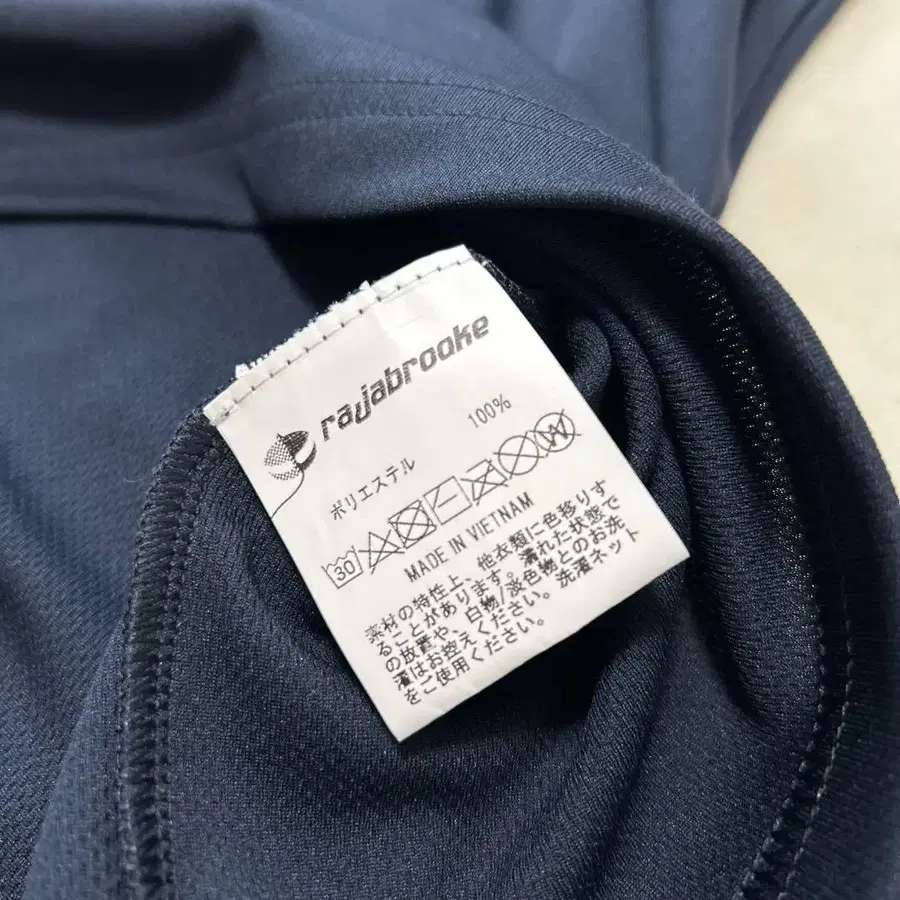 rajabrooke
ポリエステル 100%
30
MADE IN VIETNAM
素材の特性上、他衣類に色移りす
ることがあります。濡れた状態で
の放置や、白物/淡色物とのお洗
濯はお控えください。洗濯ネット
をご使用ください。